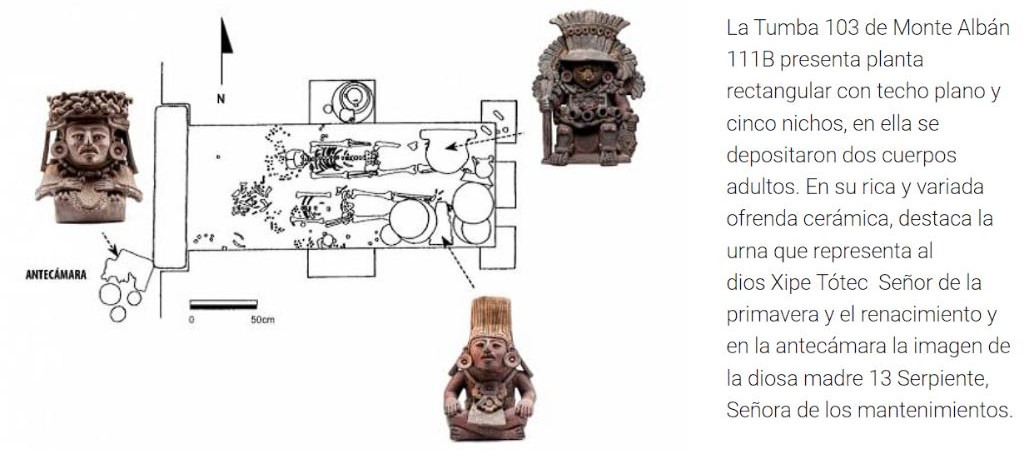 N
ANTECÁMARA
0 50cm
La Tumba 103 de Monte Albán
111B presenta planta
rectangular con techo plano y
cinco nichos, en ella se
depositaron dos cuerpos
adultos. En su rica y variada
ofrenda cerámica, destaca la
urna que representa al
dios Xipe Tótec  Señor de la
primavera y el renacimiento y
en la antecámara la imagen de
la diosa madre 13 Serpiente,
Señora de los mantenimientos.